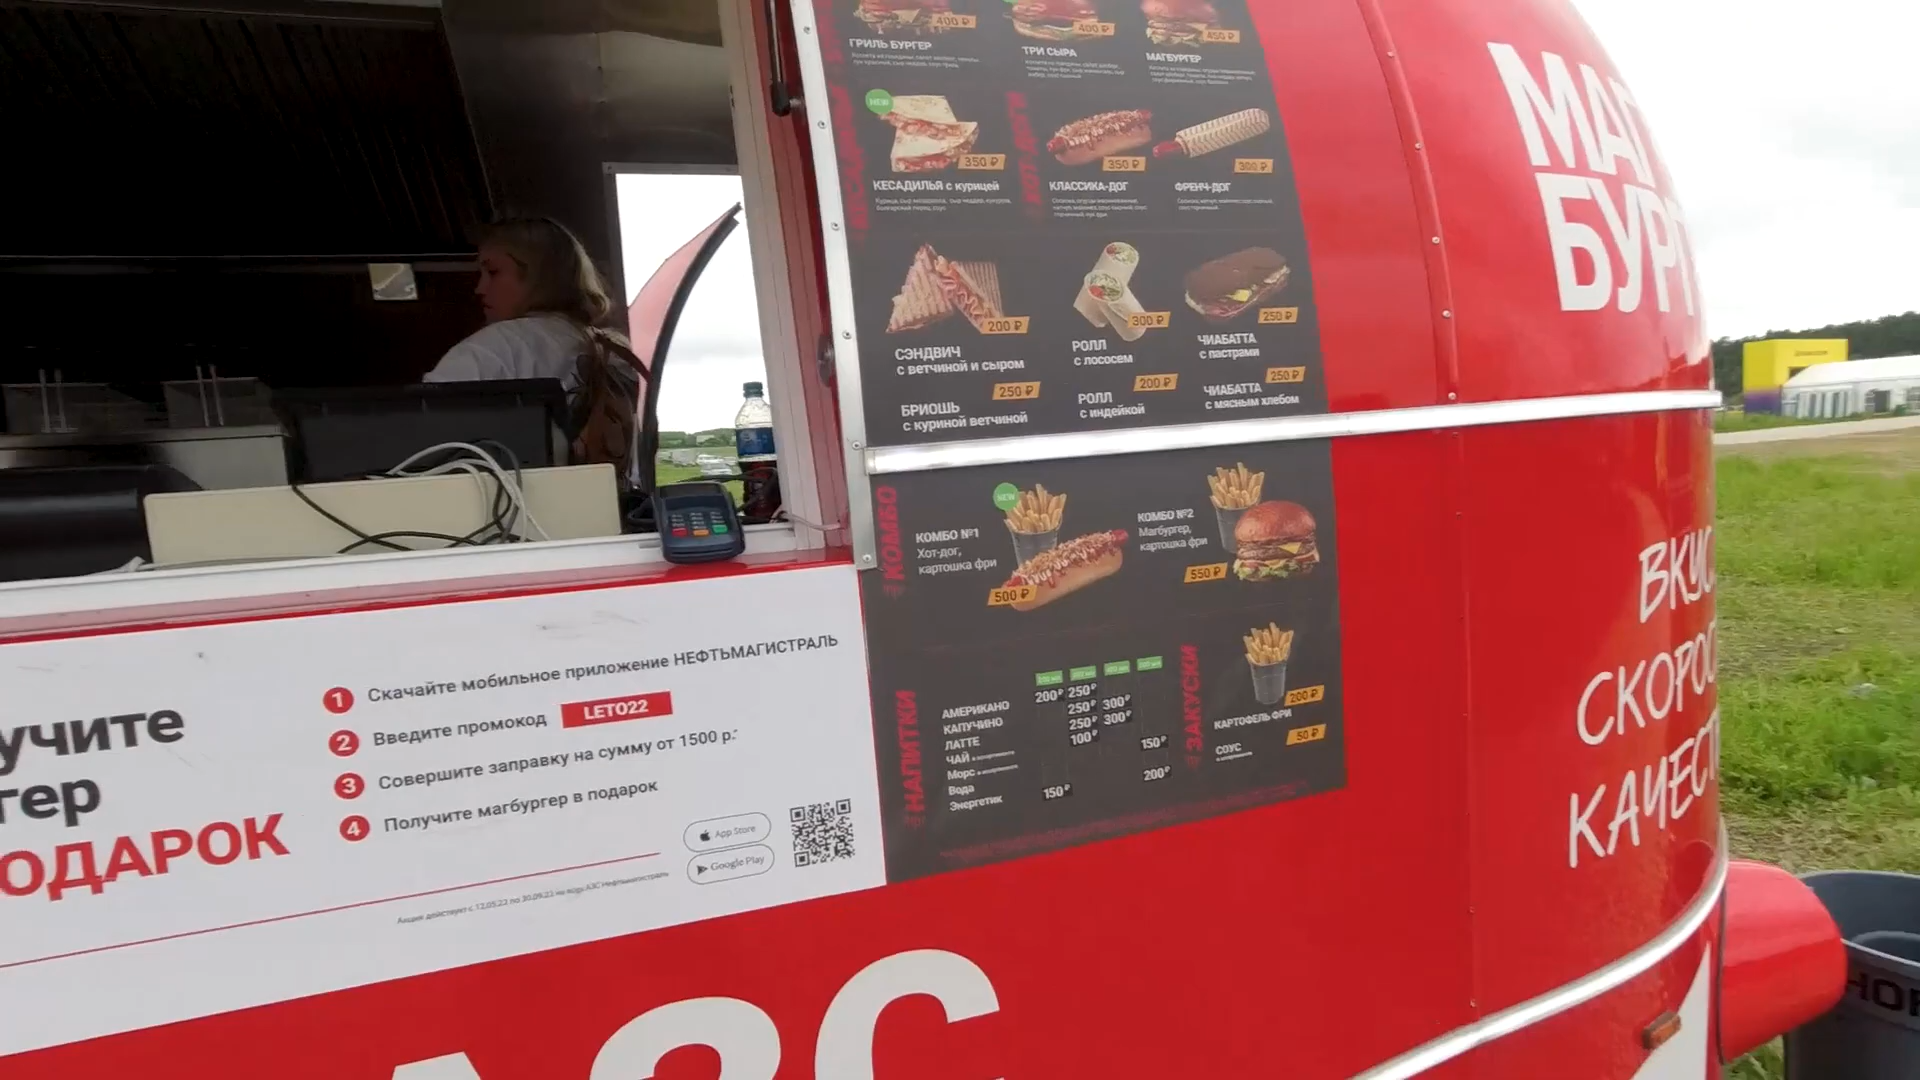 400 ₽
ГРИЛЬ БУРГЕР
400 ₽
ТРИ СЫРА
450 ₽
МАГБУРГЕР
NEW
350 ₽
КЕСАДИЛЬЯ с курицей
350 ₽
КЛАССИКА-ДОГ
300 ₽
ФРЕНЧ-ДОГ
200 ₽
СЭНДВИЧ
с ветчиной и сыром
300 ₽
РОЛЛ
с лососем
250 ₽
ЧИАБАТТА
с пастрами
250 ₽
БРИОШЬ
с куриной ветчиной
200 ₽
РОЛЛ
с индейкой
250 ₽
ЧИАБАТТА
с мясным хлебом
КОМБО
NEW
КОМБО №1
Хот-дог,
картошка фри
500 ₽
КОМБО №2
Магбургер,
картошка фри
550 ₽
НАПИТКИ
АМЕРИКАНО 200₽ 250₽
КАПУЧИНО 250₽ 300₽
ЛАТТЕ 250₽ 300₽
ЧАЙ 100₽
Морс 150₽
Вода
Энергетик 150₽ 200₽
ЗАКУСКИ
200 ₽
КАРТОФЕЛЬ ФРИ
50 ₽
СОУС
МАГ
БУРГ
ВКУС
СКОРОС
КАЧЕСТ
учите
гер
ОДАРОК
1 Скачайте мобильное приложение НЕФТЬМАГИСТРАЛЬ
2 Введите промокод LETO22
3 Совершите заправку на сумму от 1500 р.*
4 Получите магбургер в подарок
App Store
Google Play
АЗС